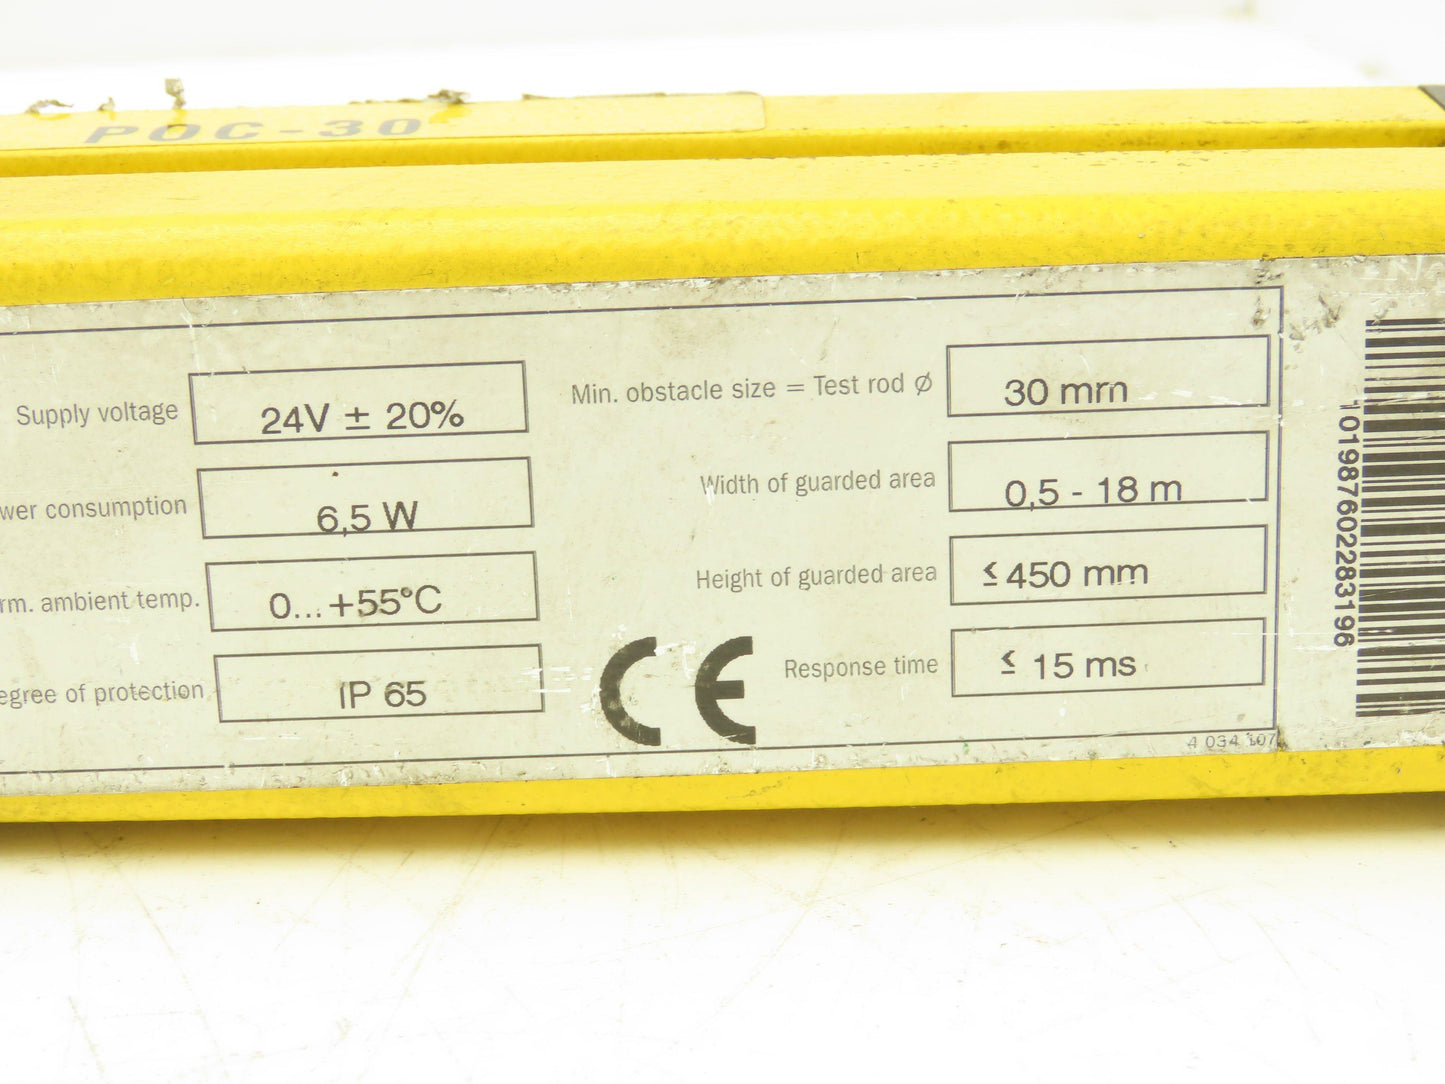 POC-30
Supply voltage 24V ± 20%
wer consumption 6,5 W
rm. ambient temp. 0... +55°C
egree of protection IP 65
Min. obstacle size = Test rod Ø 30 mm
Width of guarded area 0,5 - 18 m
Height of guarded area ≤ 450 mm
Response time ≤ 15 ms
CE
4 034 107
101987602283196